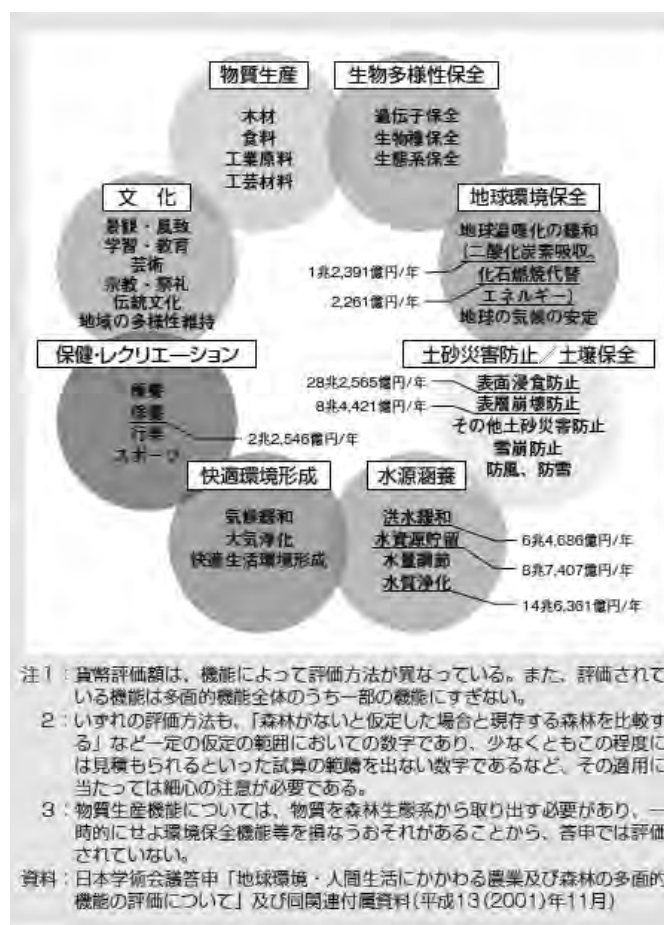 物質生産
木材
食料
工業原料
工芸材料
生物多様性保全
遺伝子保全
生物種保全
生態系保全
地球環境保全
地球温暖化の緩和
(二酸化炭素吸収、
化石燃焼代替
エネルギー)
地球の気候の安定
1兆2,391億円/年
2,261億円/年
土砂災害防止／土壌保全
表面浸食防止
表層崩壊防止
その他土砂災害防止
雪崩防止
防風、防雪
28兆2,565億円/年
8兆4,421億円/年
水源涵養
洪水緩和
水資源貯留
水量調節
水質浄化
6兆4,686億円/年
8兆7,407億円/年
14兆6,361億円/年
快適環境形成
気候緩和
大気浄化
快適生活環境形成
保健・レクリエーション
療養
保養
行楽
スポーツ
2兆2,546億円/年
文 化
景観・風致
学習・教育
芸術
宗教・祭礼
伝統文化
地域の多様性維持
注1：貨幣評価額は、機能によって評価方法が異なっている。また、評価されて
いる機能は多面的機能全体のうち一部の機能にすぎない。
2：いずれの評価方法も、「森林がないと仮定した場合と現存する森林を比較す
る」など一定の仮定の範囲においての数字であり、少なくともこの程度に
は見積もられるといった試算の範疇を出ない数字であるなど、その適用に
当たっては細心の注意が必要である。
3：物質生産機能については、物質を森林生態系から取り出す必要があり、一
時的にせよ環境保全機能等を損なうおそれがあることから、答申では評価
されていない。
資料：日本学術会議答申「地球環境・人間生活にかかわる農業及び森林の多面的
機能の評価について」及び同関連付属資料(平成13(2001)年11月)